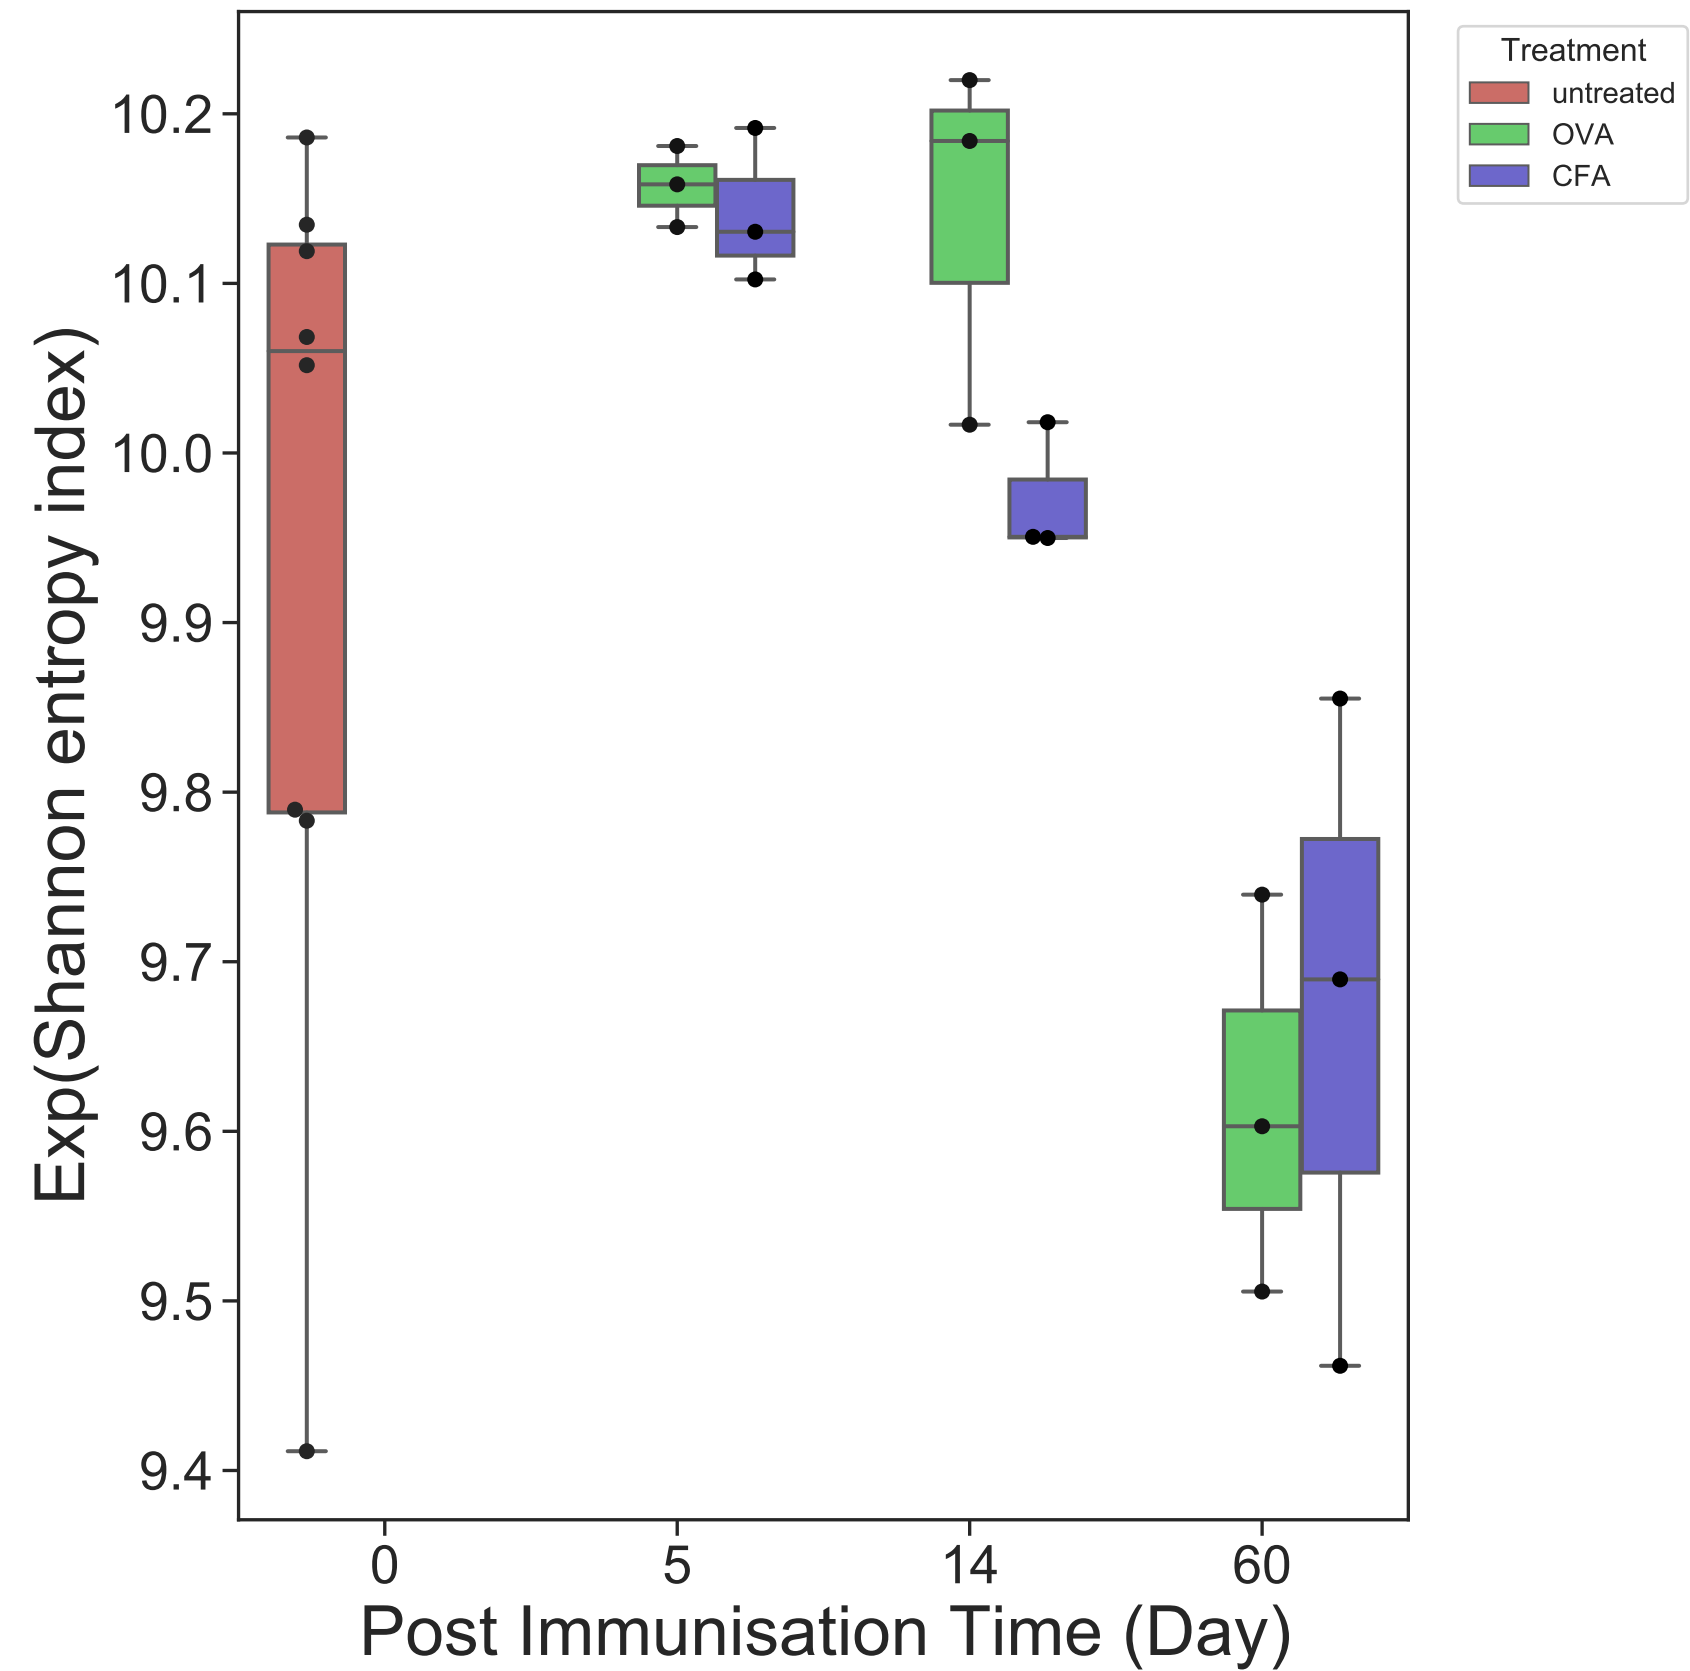 Treatment
untreated
OVA
CFA
Exp(Shannon entropy index)
10.2
10.1
10.0
9.9
9.8
9.7
9.6
9.5
9.4
0 5 14 60
Post Immunisation Time (Day)